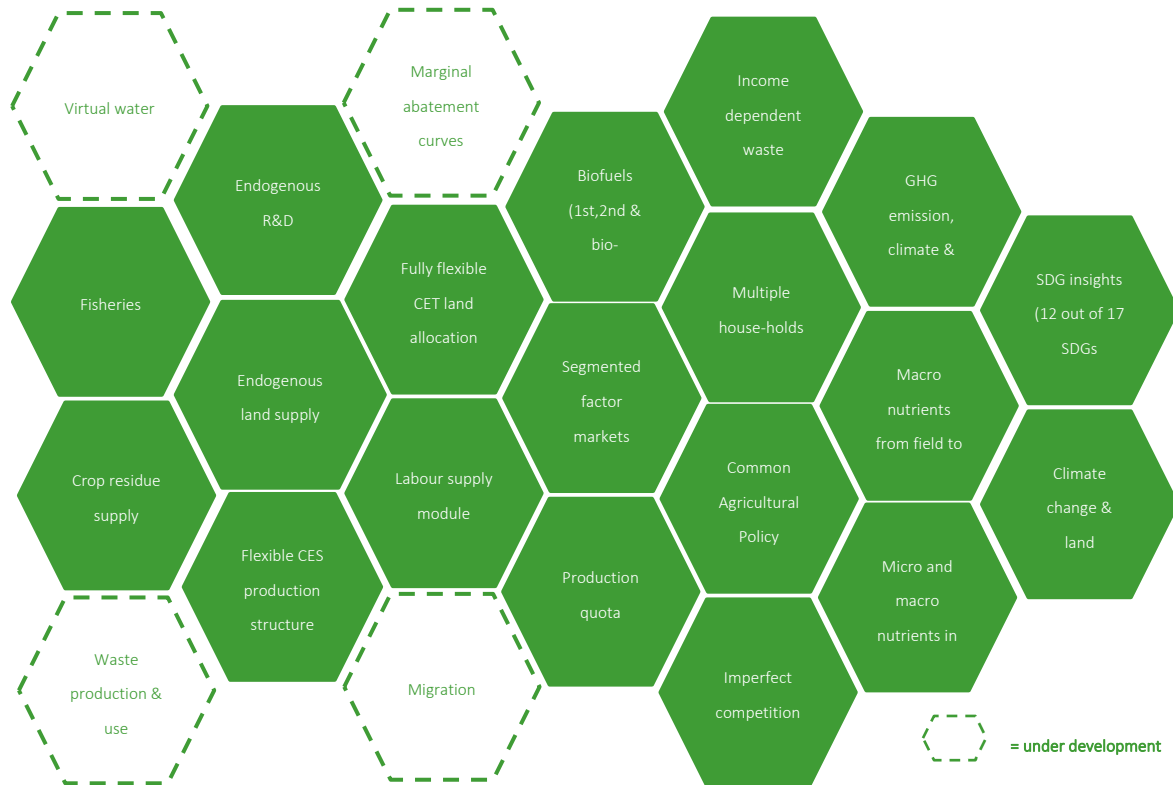 Virtual water
Marginal
abatement
curves
Income
dependent
waste
Endogenous
R&D
Biofuels
(1st,2nd &
bio-
GHG
emission,
climate &
Fisheries
Fully flexible
CET land
allocation
Multiple
house-holds
SDG insights
(12 out of 17
SDGs
Endogenous
land supply
Segmented
factor
markets
Macro
nutrients
from field to
Crop residue
supply
Labour supply
module
Common
Agricultural
Policy
Climate
change &
land
Flexible CES
production
structure
Production
quota
Micro and
macro
nutrients in
Waste
production &
use
Migration
Imperfect
competition
= under development